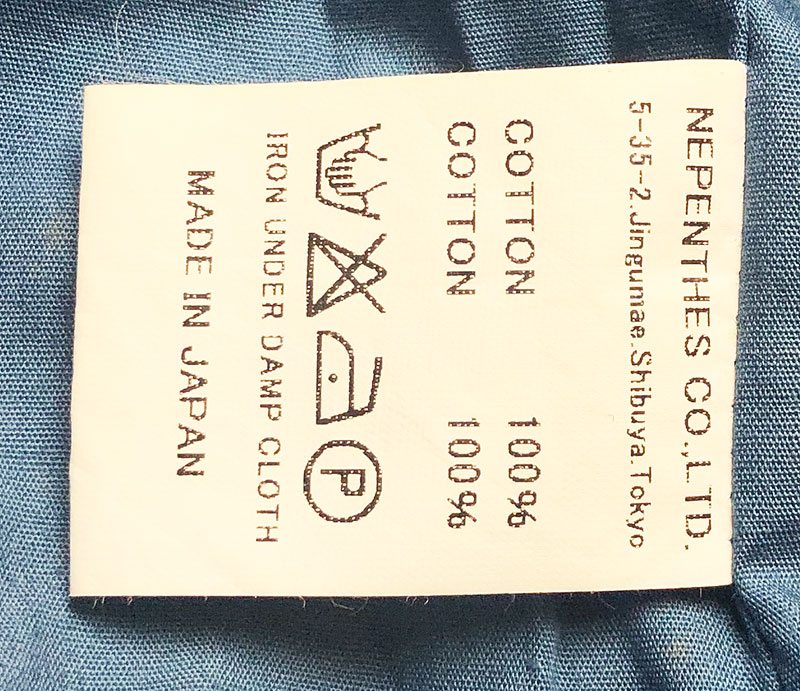 NEPENTHES CO.,LTD.
5-35-2.Jingumae.Shibuya.Tokyo
COTTON 100%
COTTON 100%
P
IRON UNDER DAMP CLOTH
MADE IN JAPAN